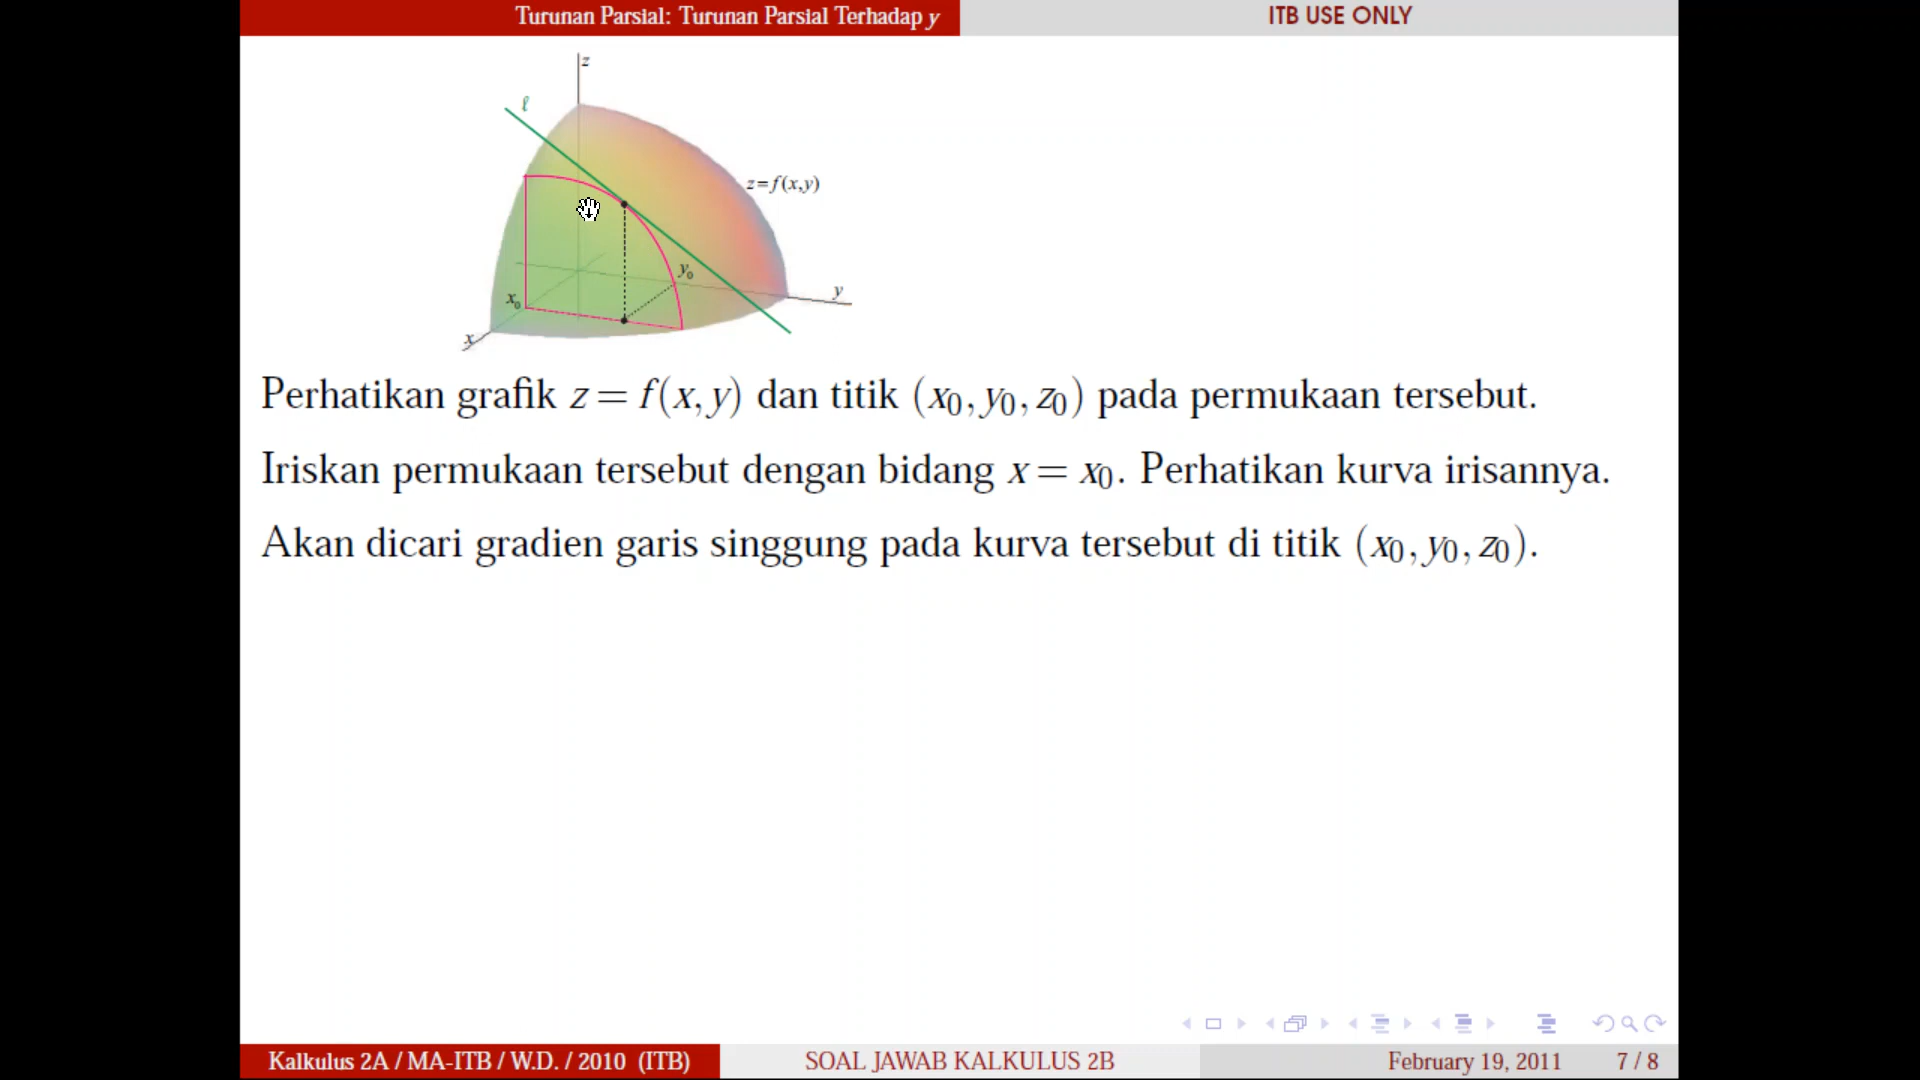 Turunan Parsial: Turunan Parsial Terhadap y
ITB USE ONLY
z
ℓ
z=f(x,y)
y₀
x₀
y
x
Perhatikan grafik z = f(x, y) dan titik (x₀, y₀, z₀) pada permukaan tersebut.
Iriskan permukaan tersebut dengan bidang x = x₀. Perhatikan kurva irisannya.
Akan dicari gradien garis singgung pada kurva tersebut di titik (x₀, y₀, z₀).
Kalkulus 2A / MA-ITB / W.D. / 2010 (ITB)
SOAL JAWAB KALKULUS 2B
February 19, 2011
7 / 8